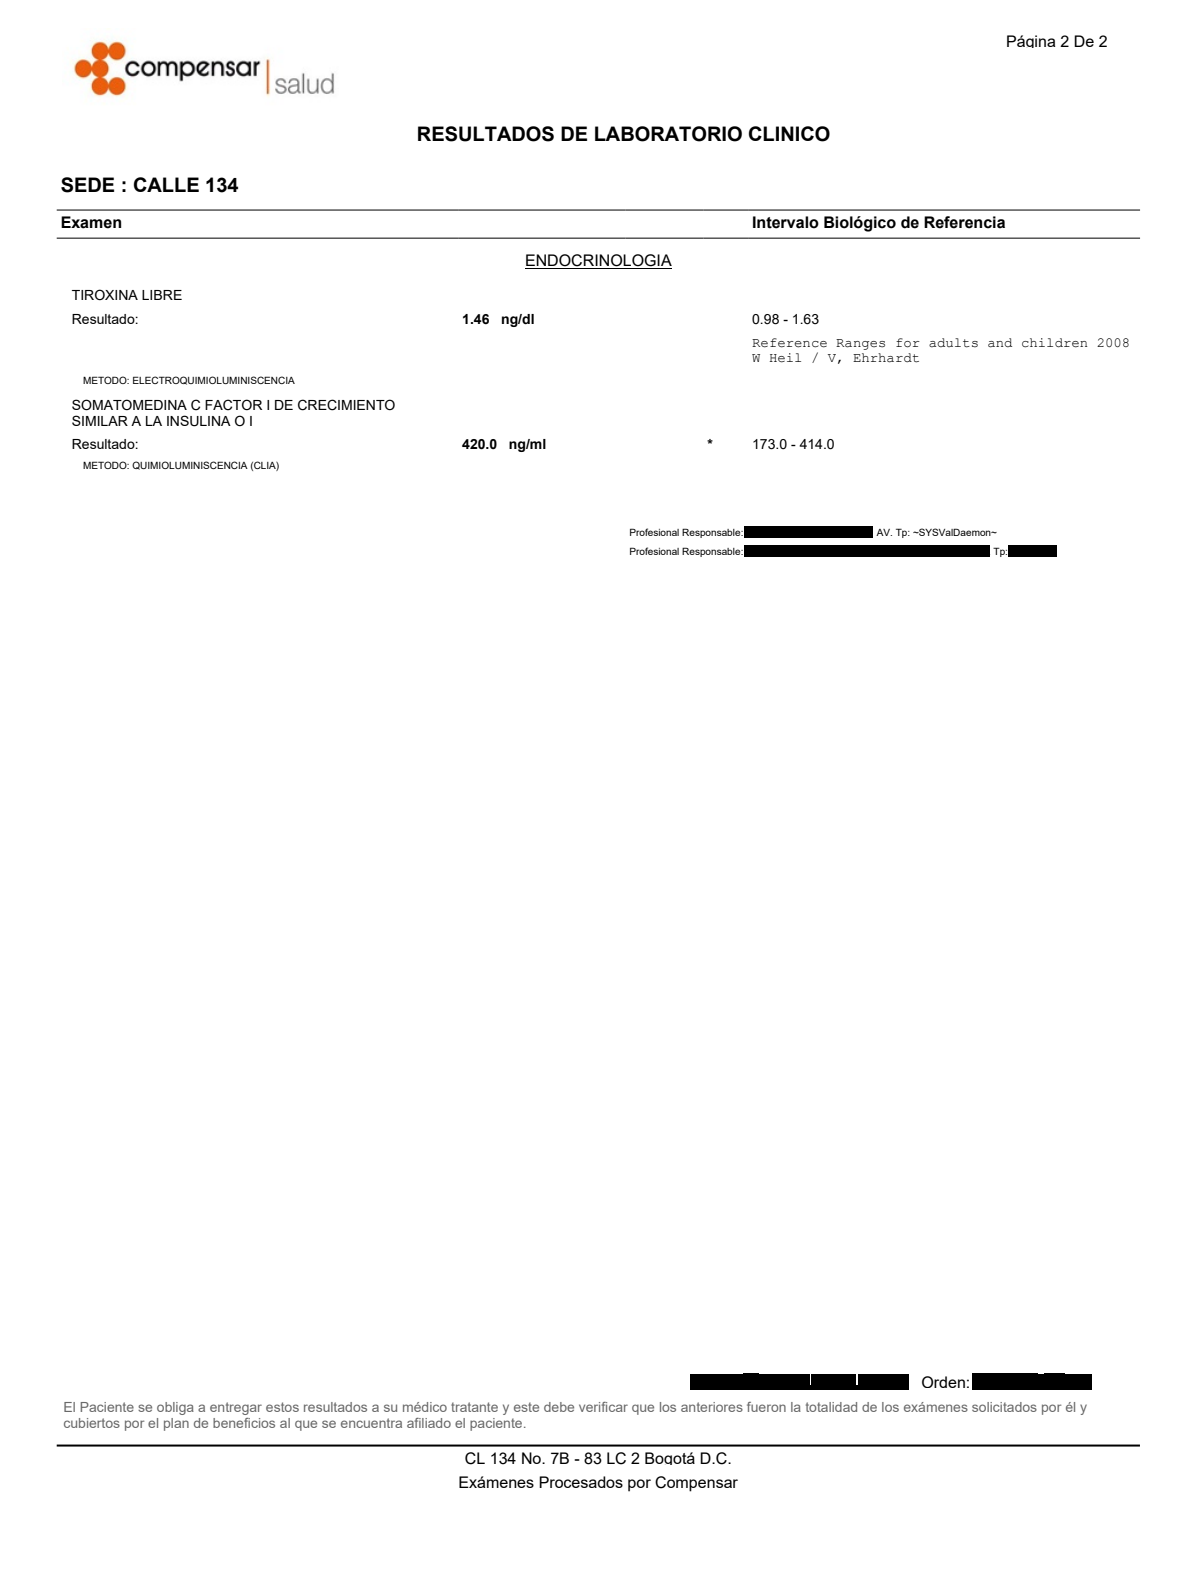 Página 2 De 2
compensar salud
RESULTADOS DE LABORATORIO CLINICO
SEDE : CALLE 134
Examen Intervalo Biológico de Referencia
ENDOCRINOLOGIA
TIROXINA LIBRE
Resultado: 1.46 ng/dl 0.98 - 1.63
Reference Ranges for adults and children 2008
W Heil / V, Ehrhardt
METODO: ELECTROQUIMIOLUMINISCENCIA
SOMATOMEDINA C FACTOR I DE CRECIMIENTO
SIMILAR A LA INSULINA O I
Resultado: 420.0 ng/ml * 173.0 - 414.0
METODO: QUIMIOLUMINISCENCIA (CLIA)
Profesional Responsable: AV. Tp: ~SYSValDaemon~
Profesional Responsable: Tp:
Orden:
El Paciente se obliga a entregar estos resultados a su médico tratante y este debe verificar que los anteriores fueron la totalidad de los exámenes solicitados por él y
cubiertos por el plan de beneficios al que se encuentra afiliado el paciente.
CL 134 No. 7B - 83 LC 2 Bogotá D.C.
Exámenes Procesados por Compensar